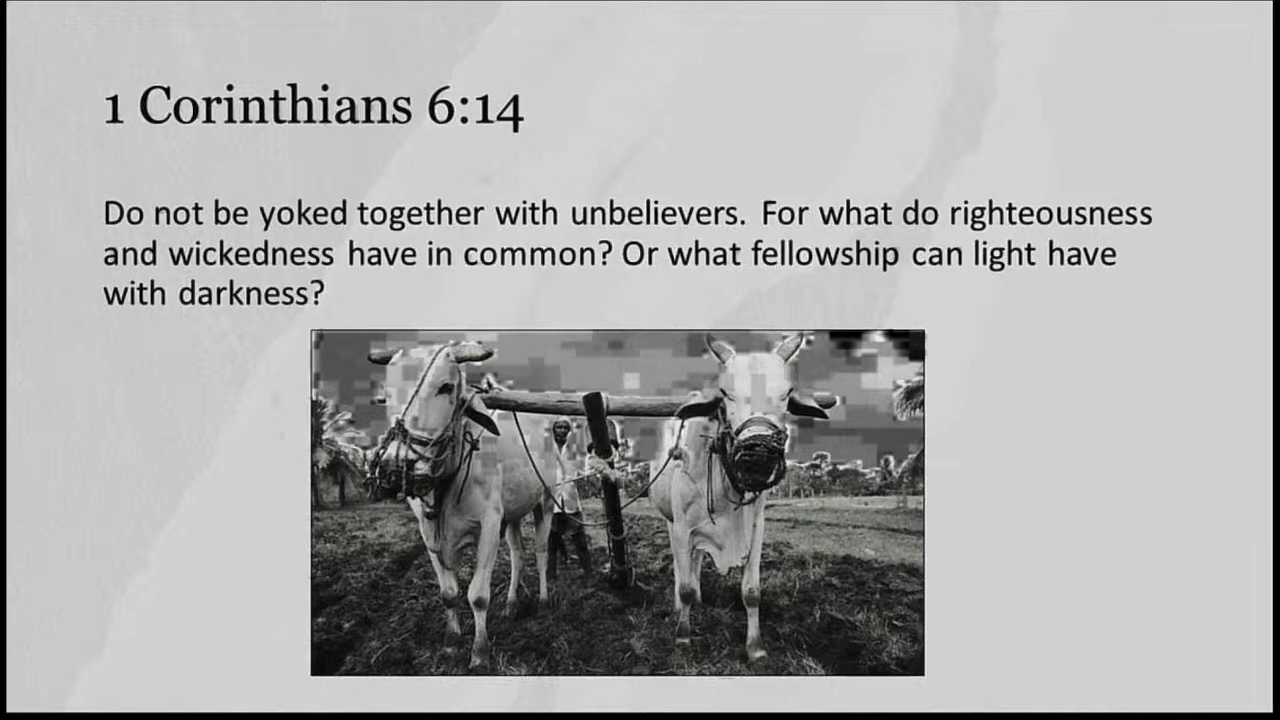 1 Corinthians 6:14
Do not be yoked together with unbelievers. For what do righteousness
and wickedness have in common? Or what fellowship can light have
with darkness?